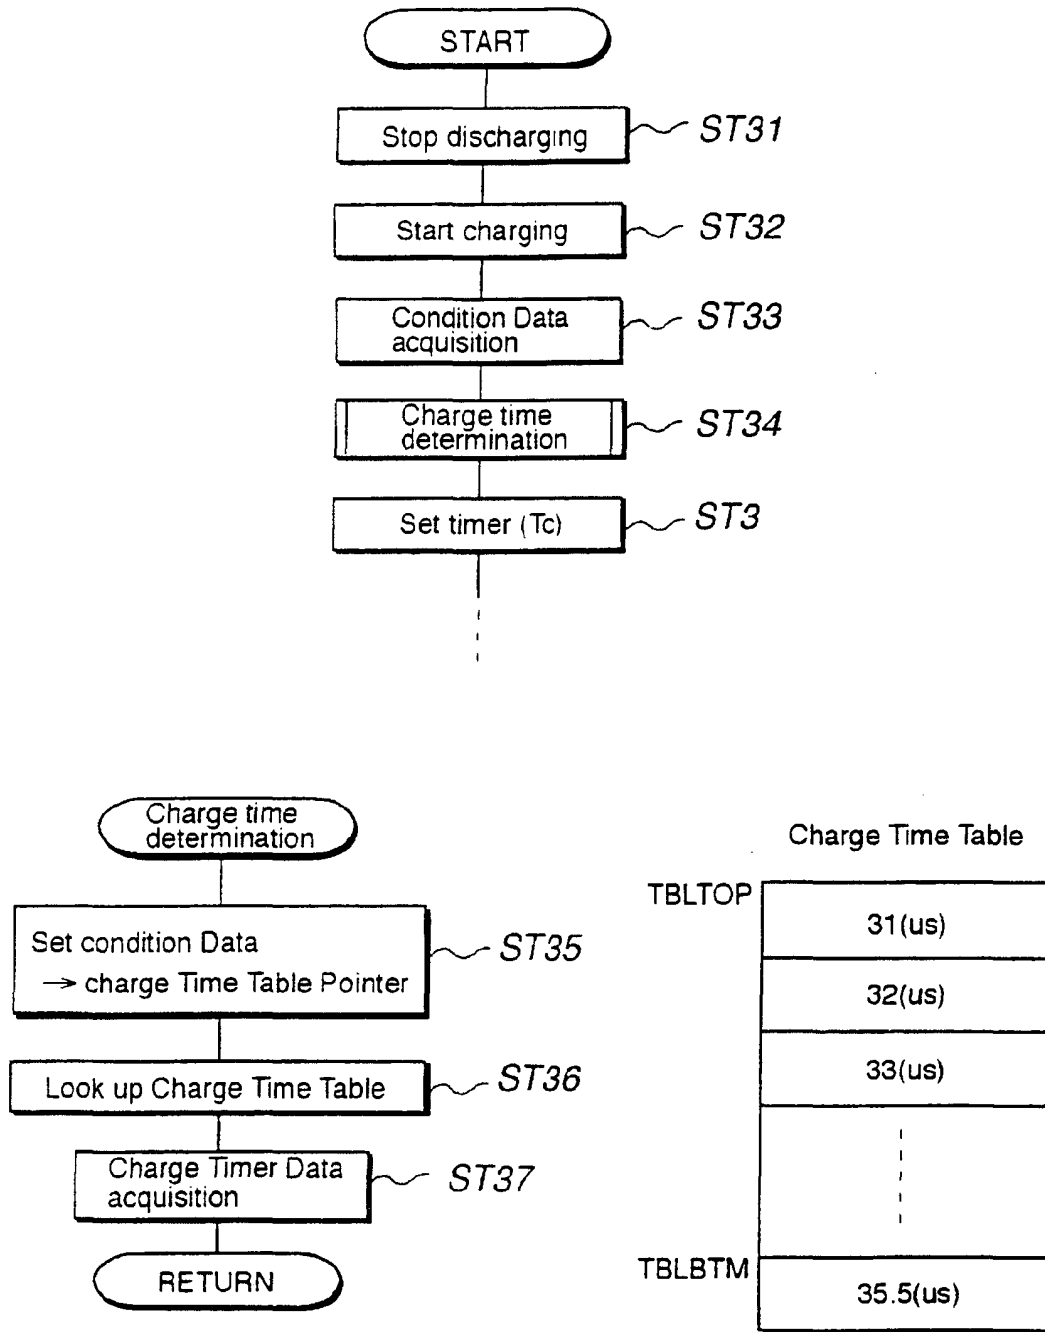 START
Stop discharging
ST31
Start charging
ST32
Condition Data
acquisition
ST33
Charge time
determination
ST34
Set timer (Tc)
ST3
Charge time
determination
Set condition Data
→ charge Time Table Pointer
ST35
Look up Charge Time Table
ST36
Charge Timer Data
acquisition
ST37
RETURN
Charge Time Table
TBLTOP
31(us)
32(us)
33(us)
TBLBTM
35.5(us)